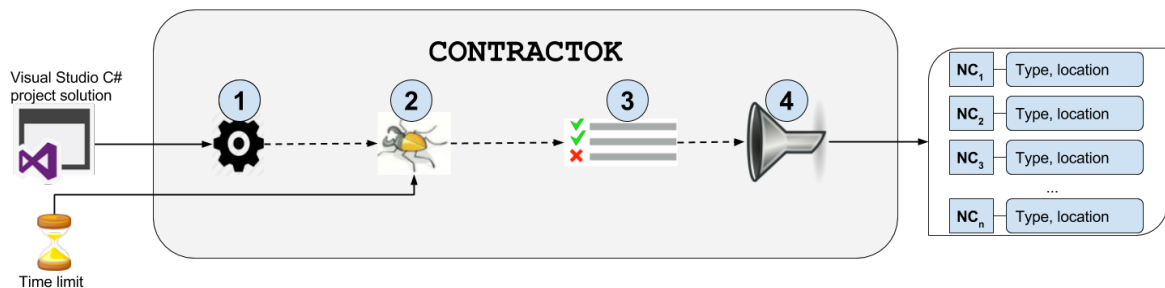 CONTRACTOK
Visual Studio C#
project solution
1
2
3
4
Time limit
NC1 Type, location
NC2 Type, location
NC3 Type, location
...
NCn Type, location